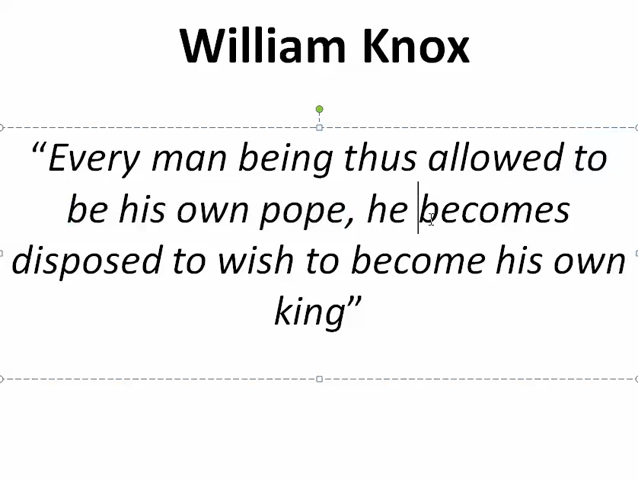 William Knox
“Every man being thus allowed to
be his own pope, he becomes
disposed to wish to become his own
king”